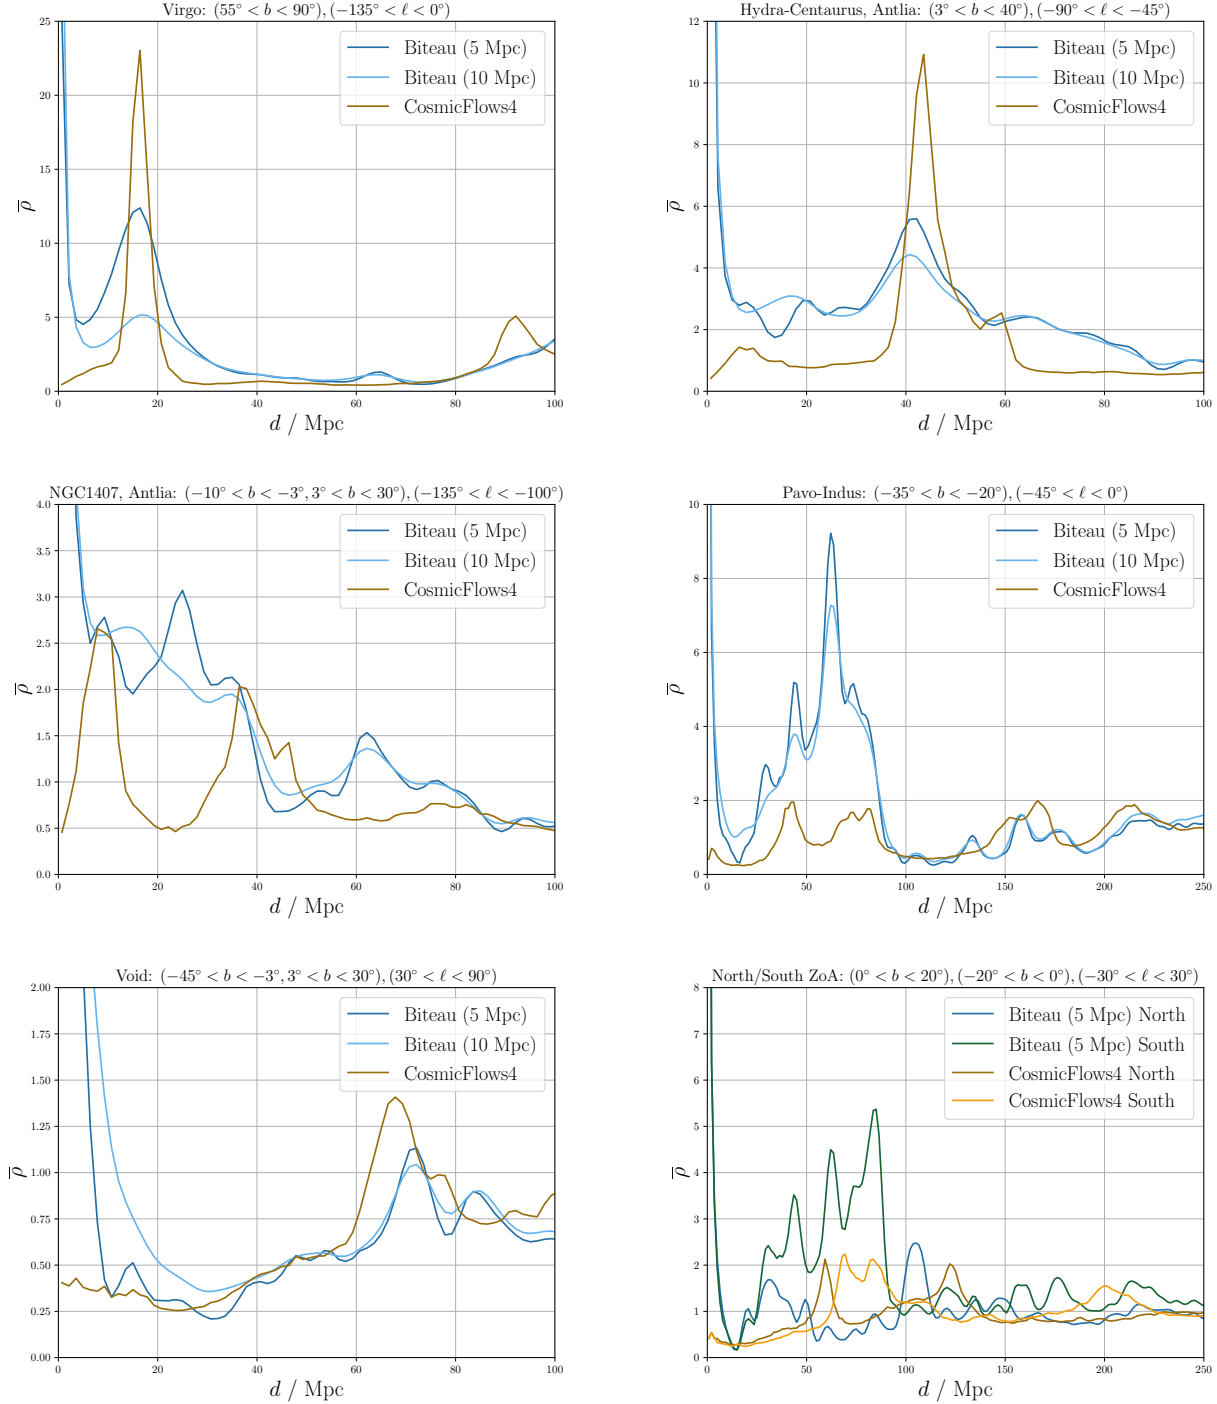 Virgo: (55° < b < 90°), (−135° < ℓ < 0°)
25
20
15
10
5
0
ρ̅
0 20 40 60 80 100
d / Mpc
Biteau (5 Mpc)
Biteau (10 Mpc)
CosmicFlows4
Hydra-Centaurus, Antlia: (3° < b < 40°), (−90° < ℓ < −45°)
12
10
8
6
4
2
0
ρ̅
0 20 40 60 80 100
d / Mpc
Biteau (5 Mpc)
Biteau (10 Mpc)
CosmicFlows4
NGC1407, Antlia: (−10° < b < −3°, 3° < b < 30°), (−135° < ℓ < −100°)
4.0
3.5
3.0
2.5
2.0
1.5
1.0
0.5
0.0
ρ̅
0 20 40 60 80 100
d / Mpc
Biteau (5 Mpc)
Biteau (10 Mpc)
CosmicFlows4
Pavo-Indus: (−35° < b < −20°), (−45° < ℓ < 0°)
10
8
6
4
2
0
ρ̅
0 50 100 150 200 250
d / Mpc
Biteau (5 Mpc)
Biteau (10 Mpc)
CosmicFlows4
Void: (−45° < b < −3°, 3° < b < 30°), (30° < ℓ < 90°)
2.00
1.75
1.50
1.25
1.00
0.75
0.50
0.25
0.00
ρ̅
0 20 40 60 80 100
d / Mpc
Biteau (5 Mpc)
Biteau (10 Mpc)
CosmicFlows4
North/South ZoA: (0° < b < 20°), (−20° < b < 0°), (−30° < ℓ < 30°)
8
7
6
5
4
3
2
1
0
ρ̅
0 50 100 150 200 250
d / Mpc
Biteau (5 Mpc) North
Biteau (5 Mpc) South
CosmicFlows4 North
CosmicFlows4 South